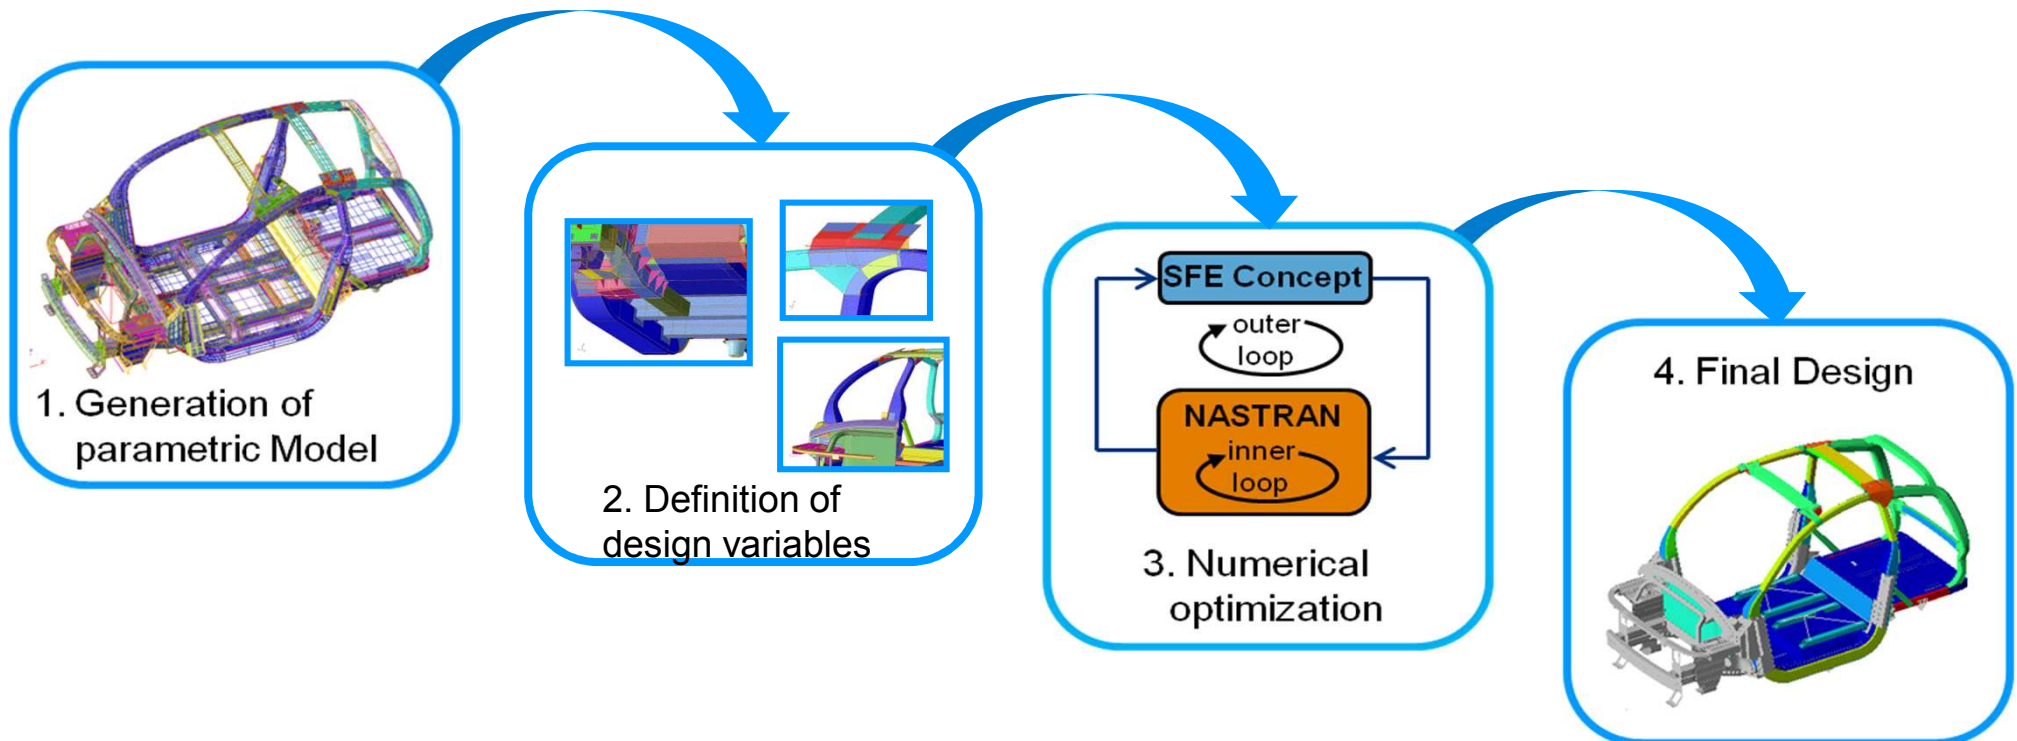 1. Generation of
parametric Model
2. Definition of
design variables
SFE Concept
outer
loop
NASTRAN
inner
loop
3. Numerical
optimization
4. Final Design